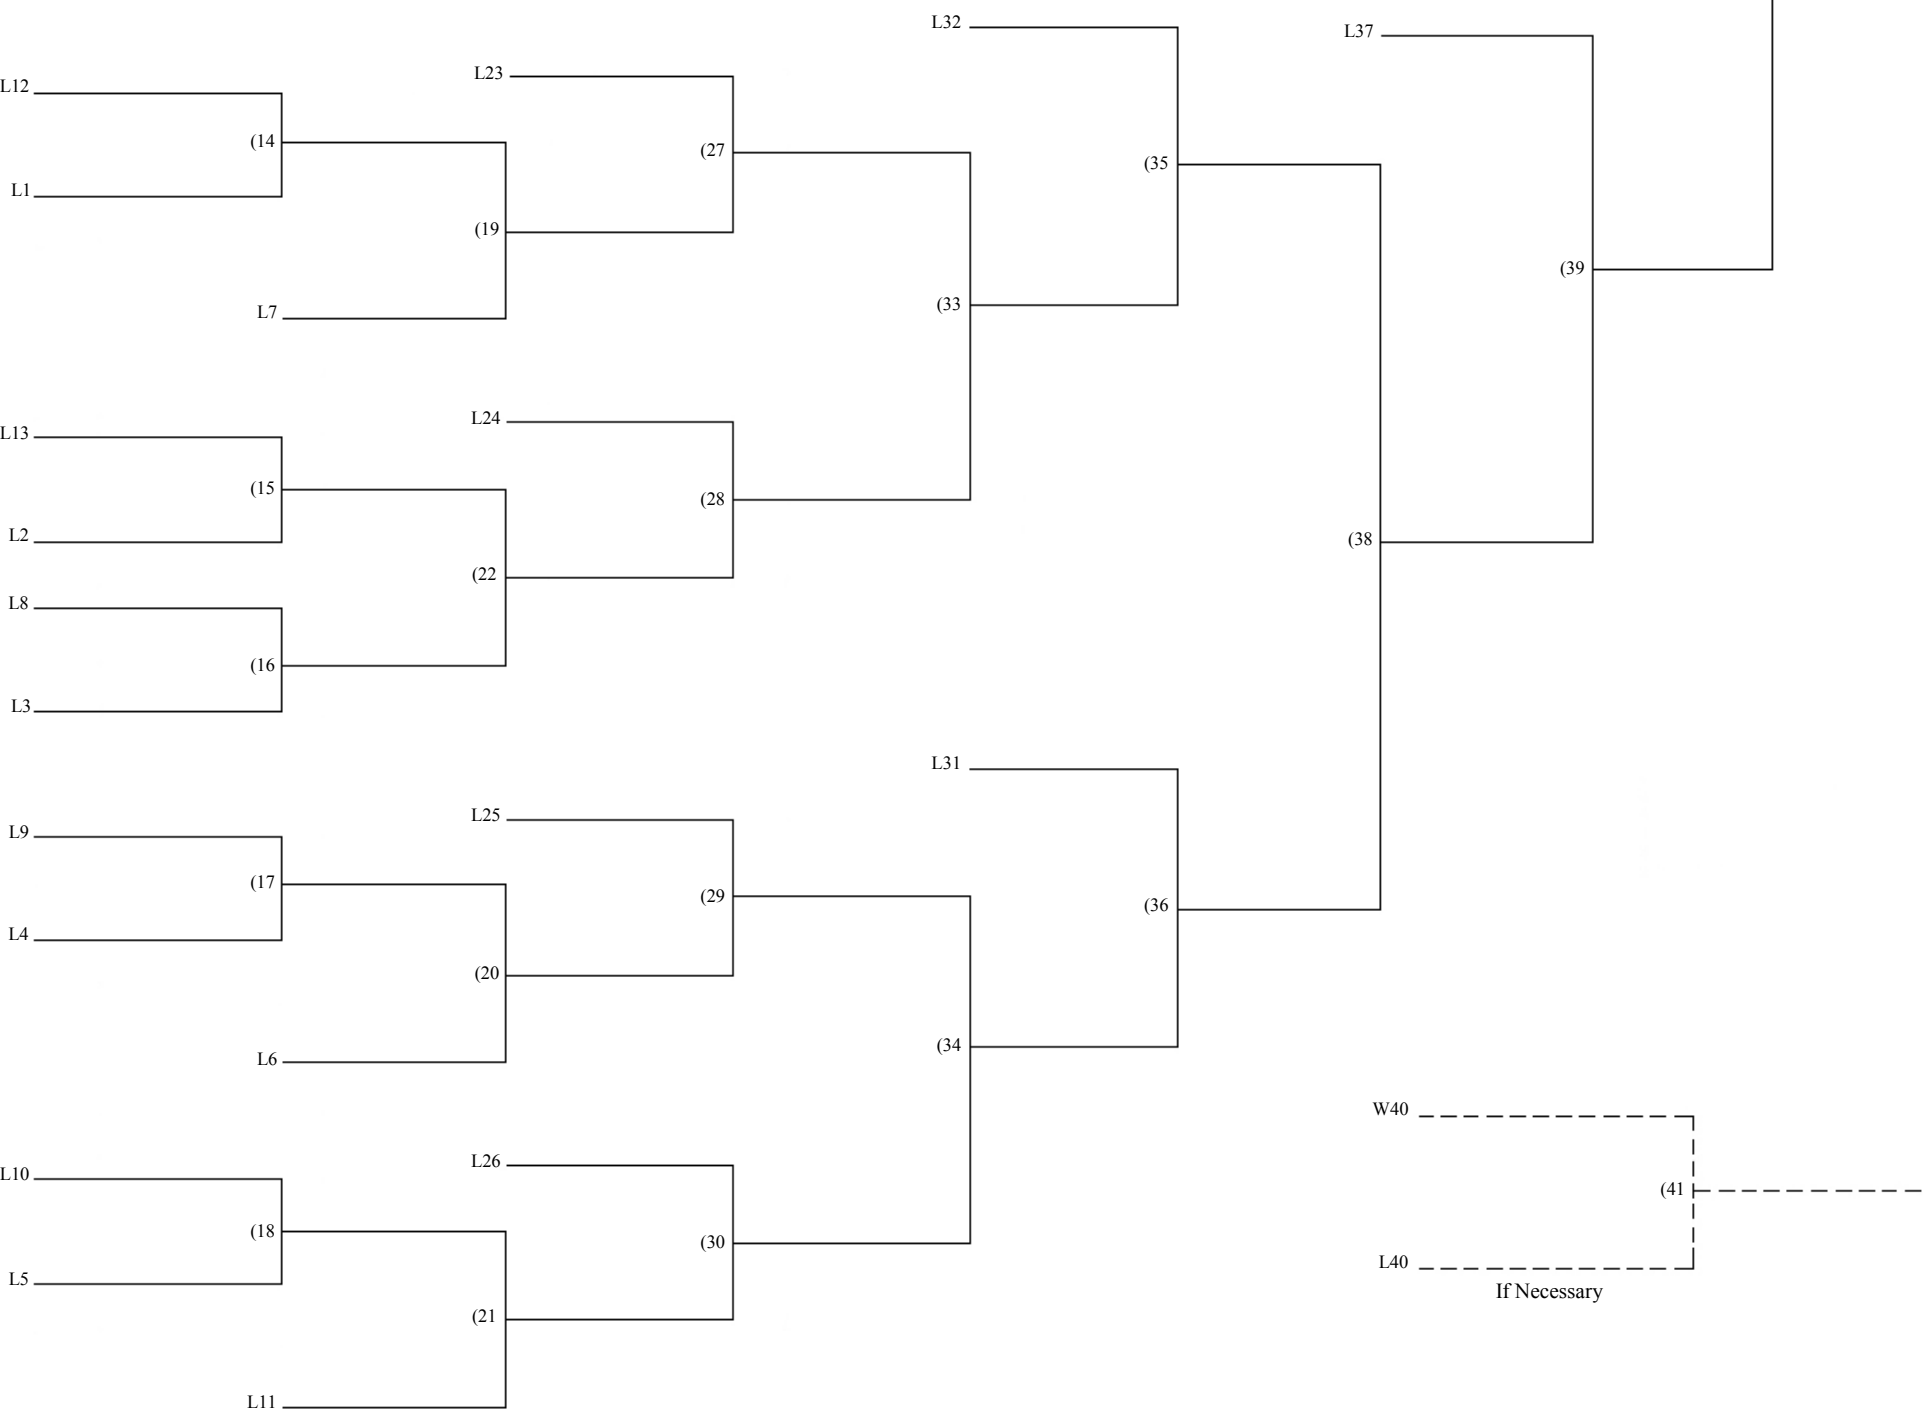 L32
L37
L23
L12
(14
(27
(35
L1
(19
(39
(33
L7
L24
L13
(15
(28
L2
(38
(22
L8
(16
L3
L31
L25
L9
(17
(29
(36
L4
(20
(34
L6
W40
L26
L10
(41
(18
(30
L40
L5
If Necessary
(21
L11